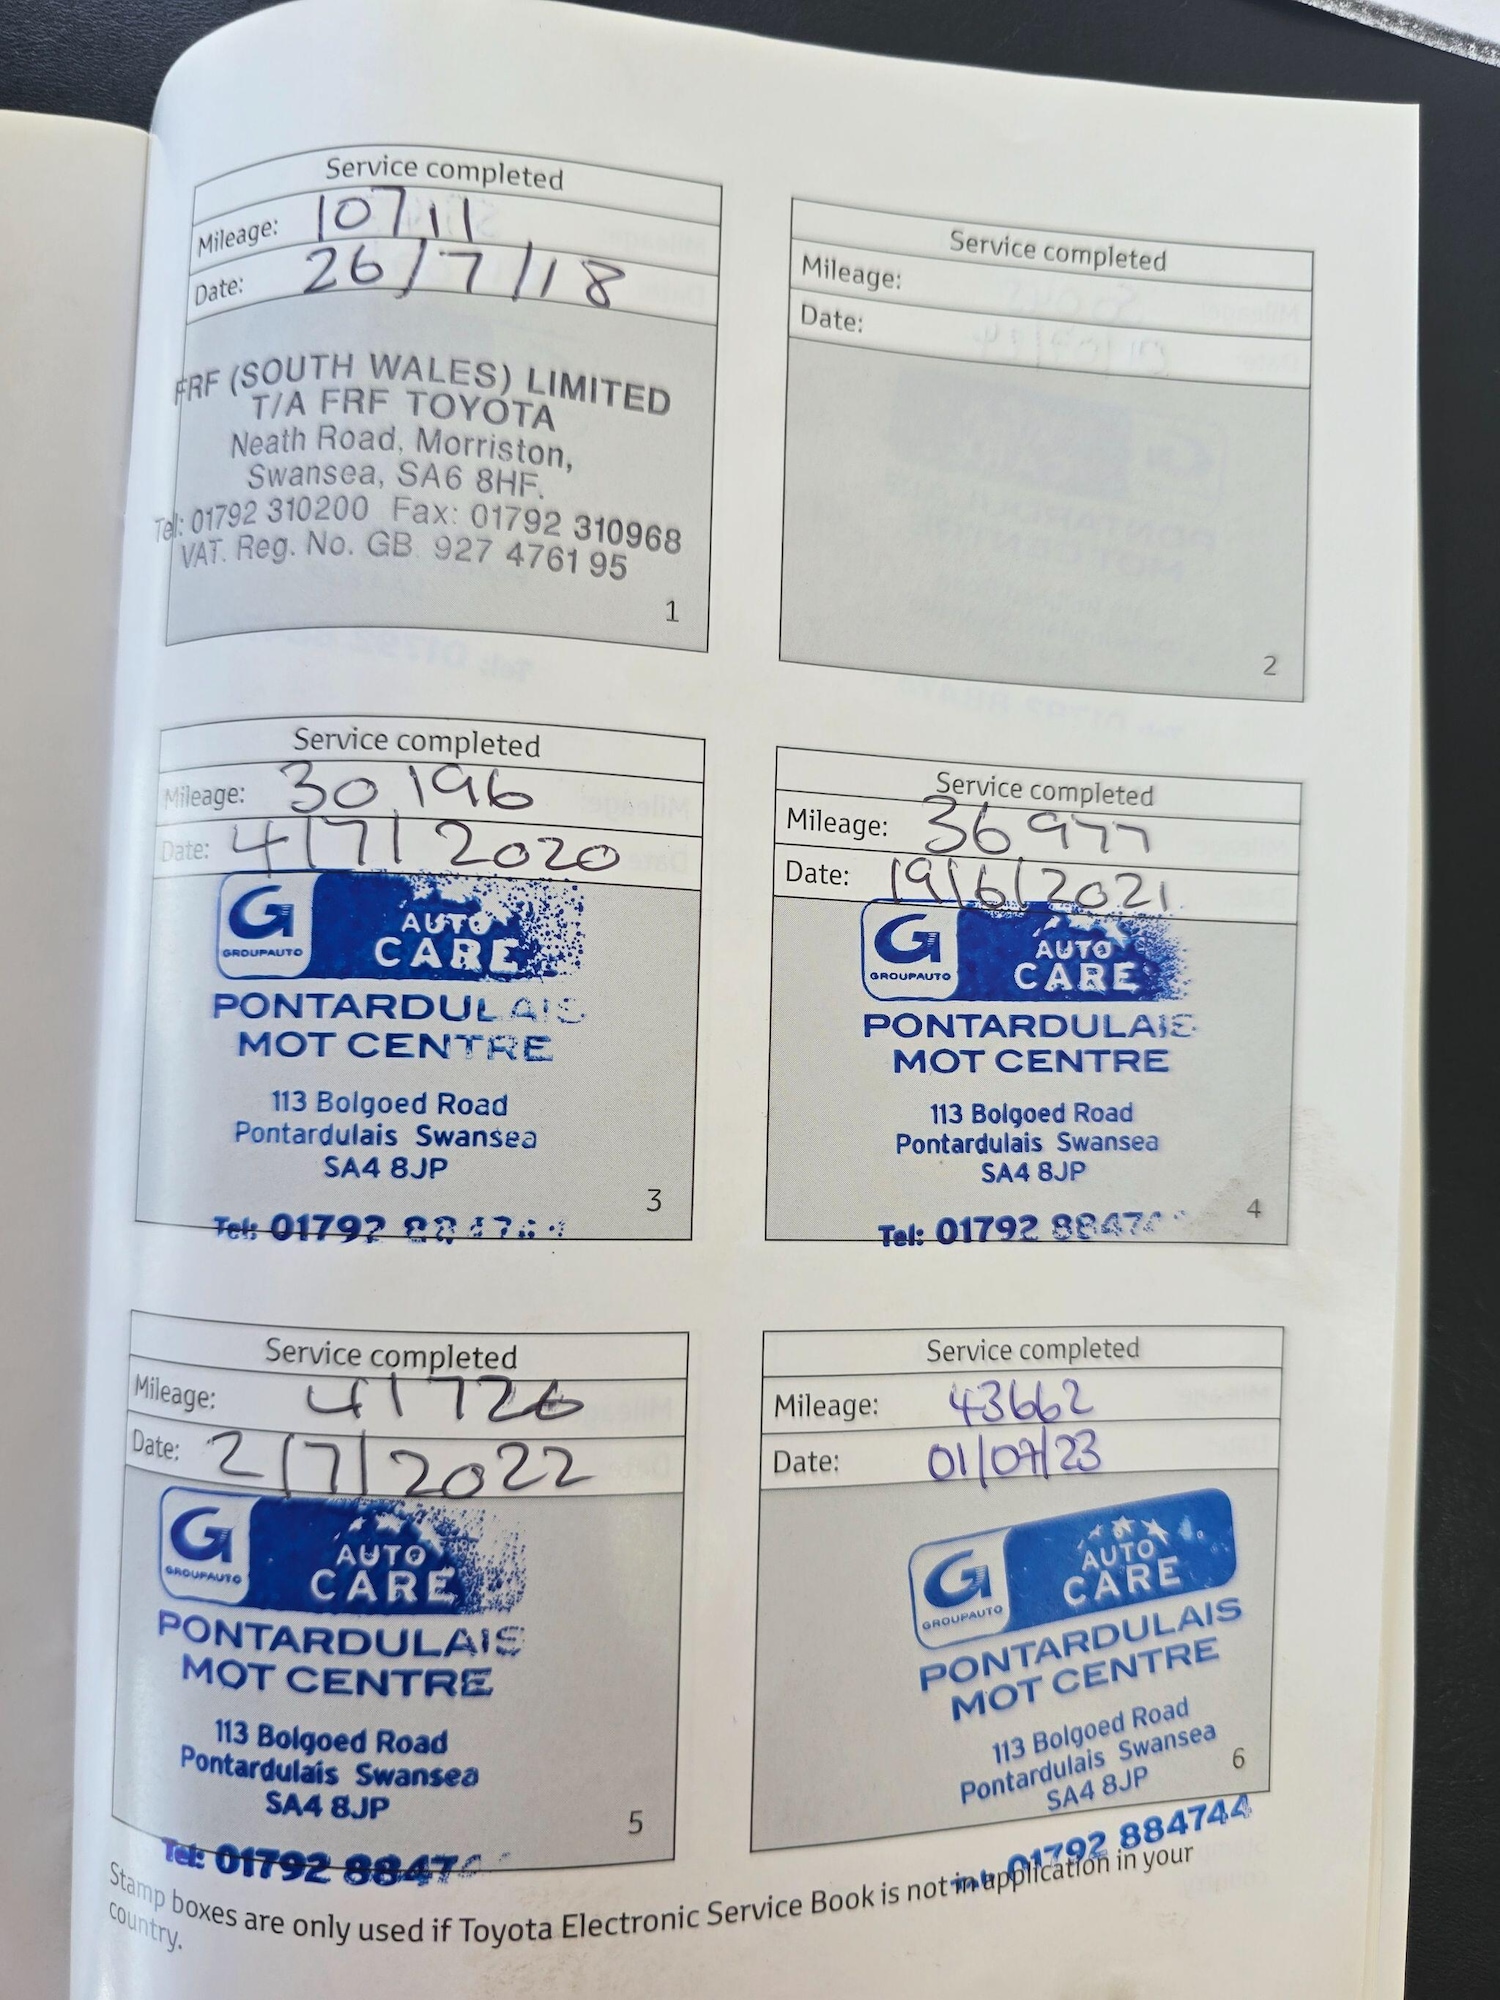 Service completed
Mileage: 10711
Date: 26/7/18
FRF (SOUTH WALES) LIMITED
T/A FRF TOYOTA
Neath Road, Morriston,
Swansea, SA6 8HF.
Tel: 01792 310200 Fax: 01792 310968
VAT. Reg. No. GB 927 4761 95
1
Service completed
Mileage:
Date:
2
Service completed
Mileage: 30196
Date: 4/7/2020
G
GROUPAUTO
AUTO
CARE
PONTARDULAIS
MOT CENTRE
113 Bolgoed Road
Pontardulais Swansea
SA4 8JP
Tel: 01792 884744
3
Service completed
Mileage: 36977
Date: 19/6/2021
G
GROUPAUTO
AUTO
CARE
PONTARDULAIS
MOT CENTRE
113 Bolgoed Road
Pontardulais Swansea
SA4 8JP
Tel: 01792 88474
4
Service completed
Mileage: 41726
Date: 2/7/2022
G
GROUPAUTO
AUTO
CARE
PONTARDULAIS
MOT CENTRE
113 Bolgoed Road
Pontardulais Swansea
SA4 8JP
Tel: 01792 88474
5
Service completed
Mileage: 43662
Date: 01/07/23
G
GROUPAUTO
AUTO
CARE
PONTARDULAIS
MOT CENTRE
113 Bolgoed Road
Pontardulais Swansea
SA4 8JP
Tel: 01792 884744
6
Stamp boxes are only used if Toyota Electronic Service Book is not in application in your
country.